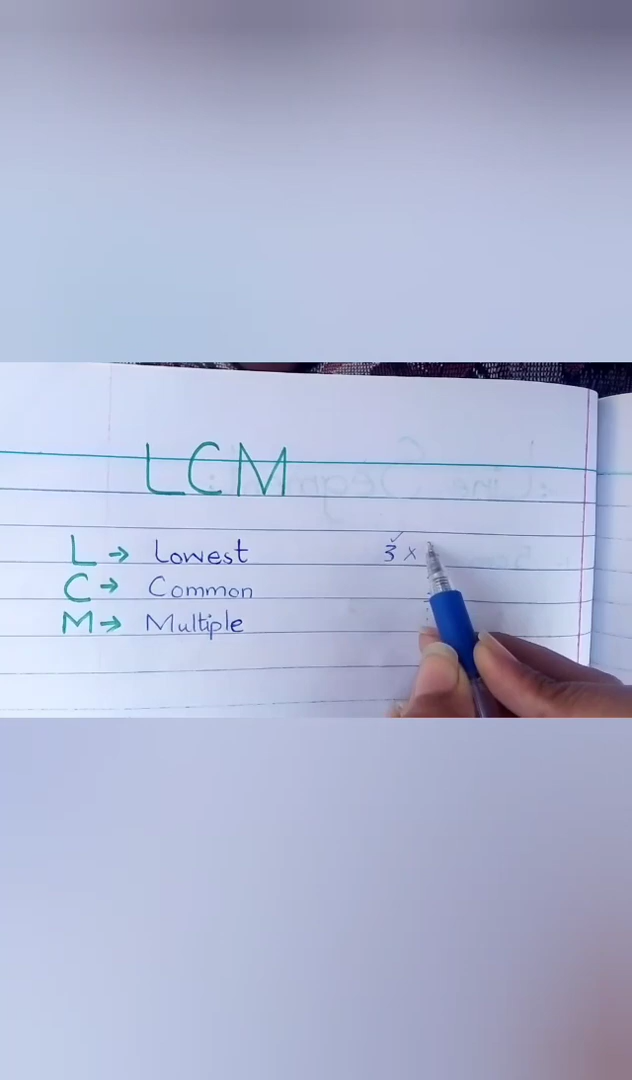 LCM
L → Lowest
3 ×
C → Common
M → Multiple